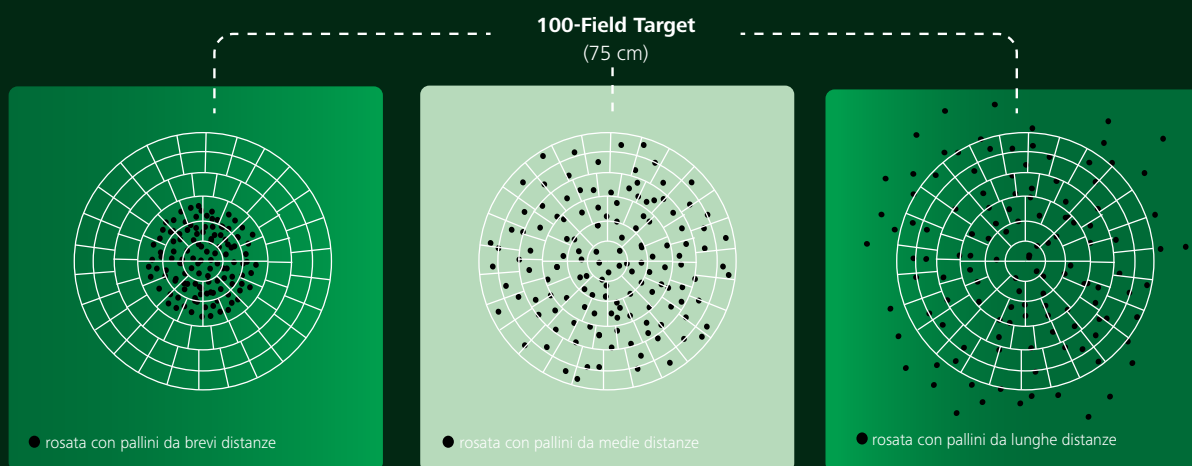 100-Field Target
(75 cm)
rosata con pallini da brevi distanze
rosata con pallini da medie distanze
rosata con pallini da lunghe distanze